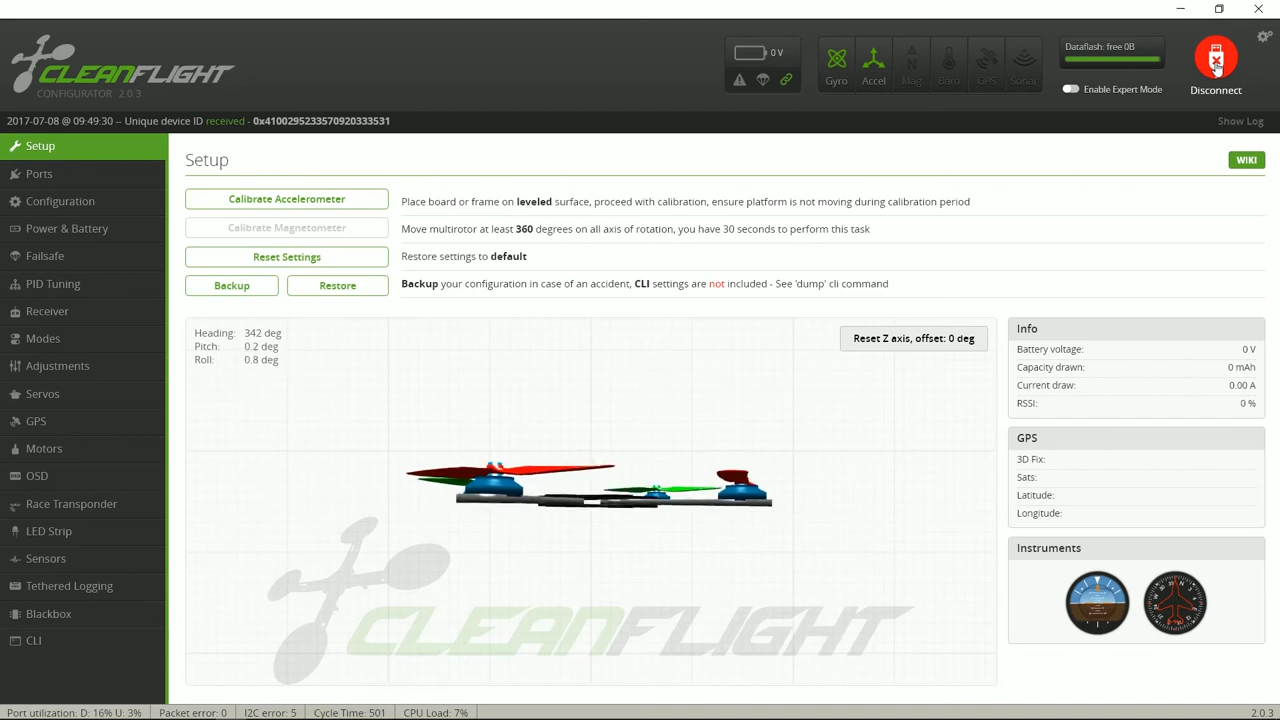 CLEANFLIGHT
CONFIGURATOR 2.0.3
0 V
Gyro
Accel
Mag
Baro
GPS
Sonar
Dataflash: free 0B
Enable Expert Mode
Disconnect
2017-07-08 @ 09:49:30 -- Unique device ID received - 0x4100295233570920333531
Show Log
Setup
Ports
Configuration
Power & Battery
Failsafe
PID Tuning
Receiver
Modes
Adjustments
Servos
GPS
Motors
OSD
Race Transponder
LED Strip
Sensors
Tethered Logging
Blackbox
CLI
Setup
WIKI
Calibrate Accelerometer
Place board or frame on leveled surface, proceed with calibration, ensure platform is not moving during calibration period
Calibrate Magnetometer
Move multirotor at least 360 degrees on all axis of rotation, you have 30 seconds to perform this task
Reset Settings
Restore settings to default
Backup
Restore
Backup your configuration in case of an accident, CLI settings are not included - See 'dump' cli command
Heading: 342 deg
Pitch: 0.2 deg
Roll: 0.8 deg
Reset Z axis, offset: 0 deg
CLEANFLIGHT
Info
Battery voltage: 0 V
Capacity drawn: 0 mAh
Current draw: 0.00 A
RSSI: 0 %
GPS
3D Fix:
Sats:
Latitude:
Longitude:
Instruments
Port utilization: D: 16% U: 3%
Packet error: 0
I2C error: 5
Cycle Time: 501
CPU Load: 7%
2.0.3